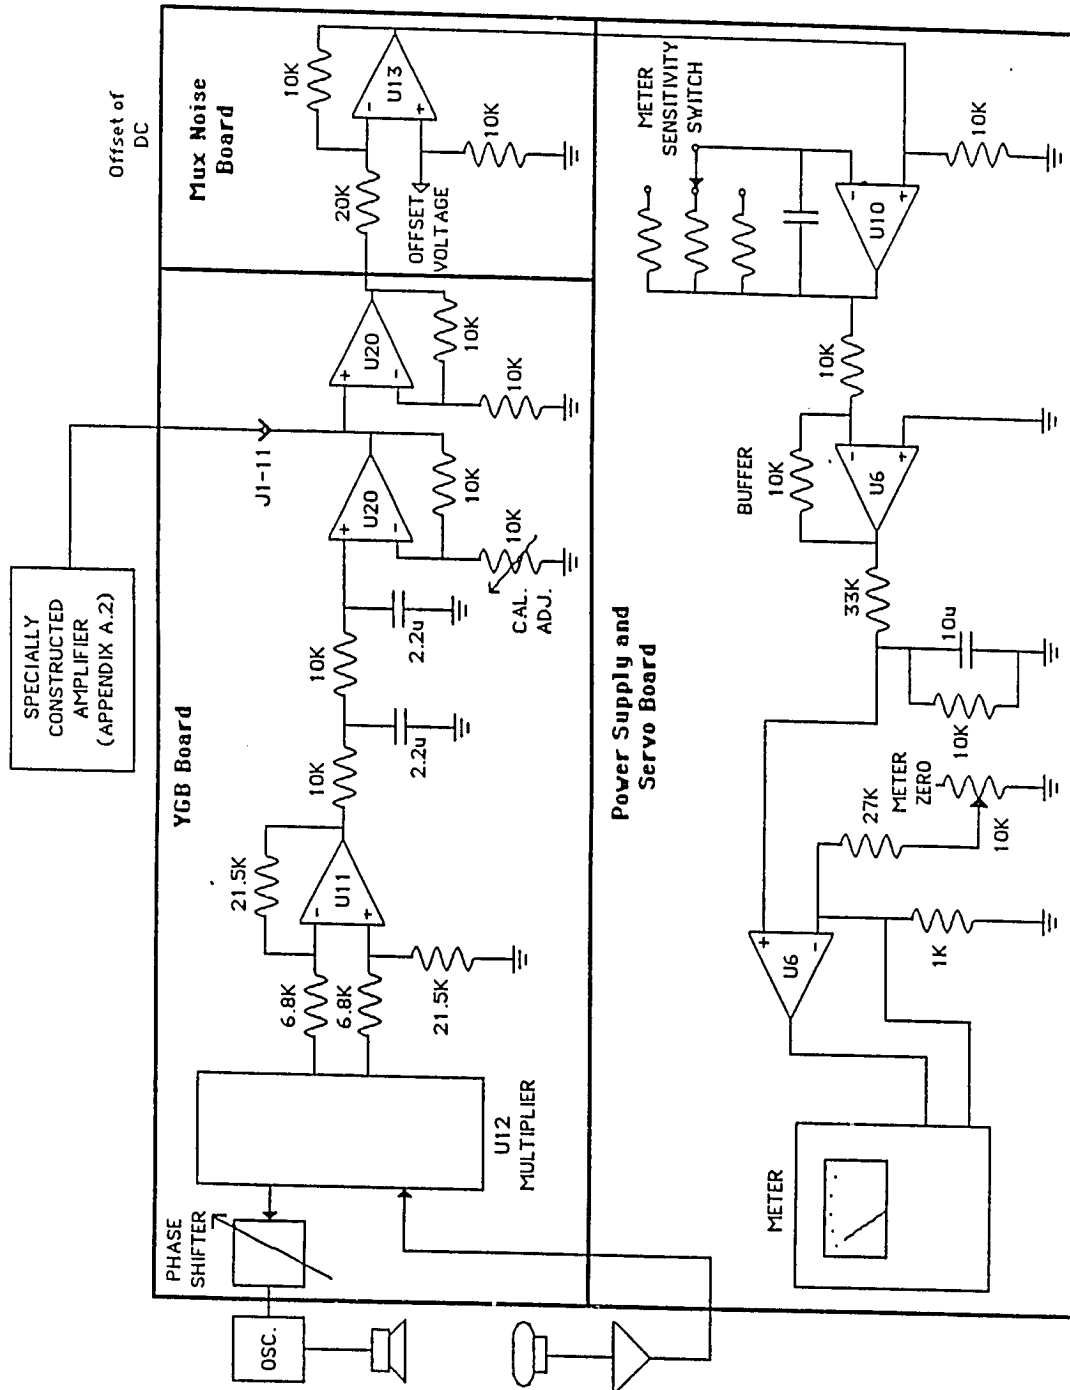 SPECIALLY
CONSTRUCTED
AMPLIFIER
(APPENDIX A.2)
Offset of
DC
YGB Board
Mux Noise
Board
OSC.
PHASE
SHIFTER
U12
MULTIPLIER
6.8K
6.8K
21.5K
-
+
U11
21.5K
10K
2.2u
10K
2.2u
J1-11
+
-
U20
10K
10K
CAL.
ADJ.
+
-
U20
10K
10K
20K
10K
-
+
U13
OFFSET
VOLTAGE
10K
Power Supply and
Servo Board
METER
+
-
U6
1K
27K
METER
ZERO
10K
10K
10u
33K
BUFFER
10K
-
+
U6
10K
METER
SENSITIVITY
SWITCH
-
+
U10
10K